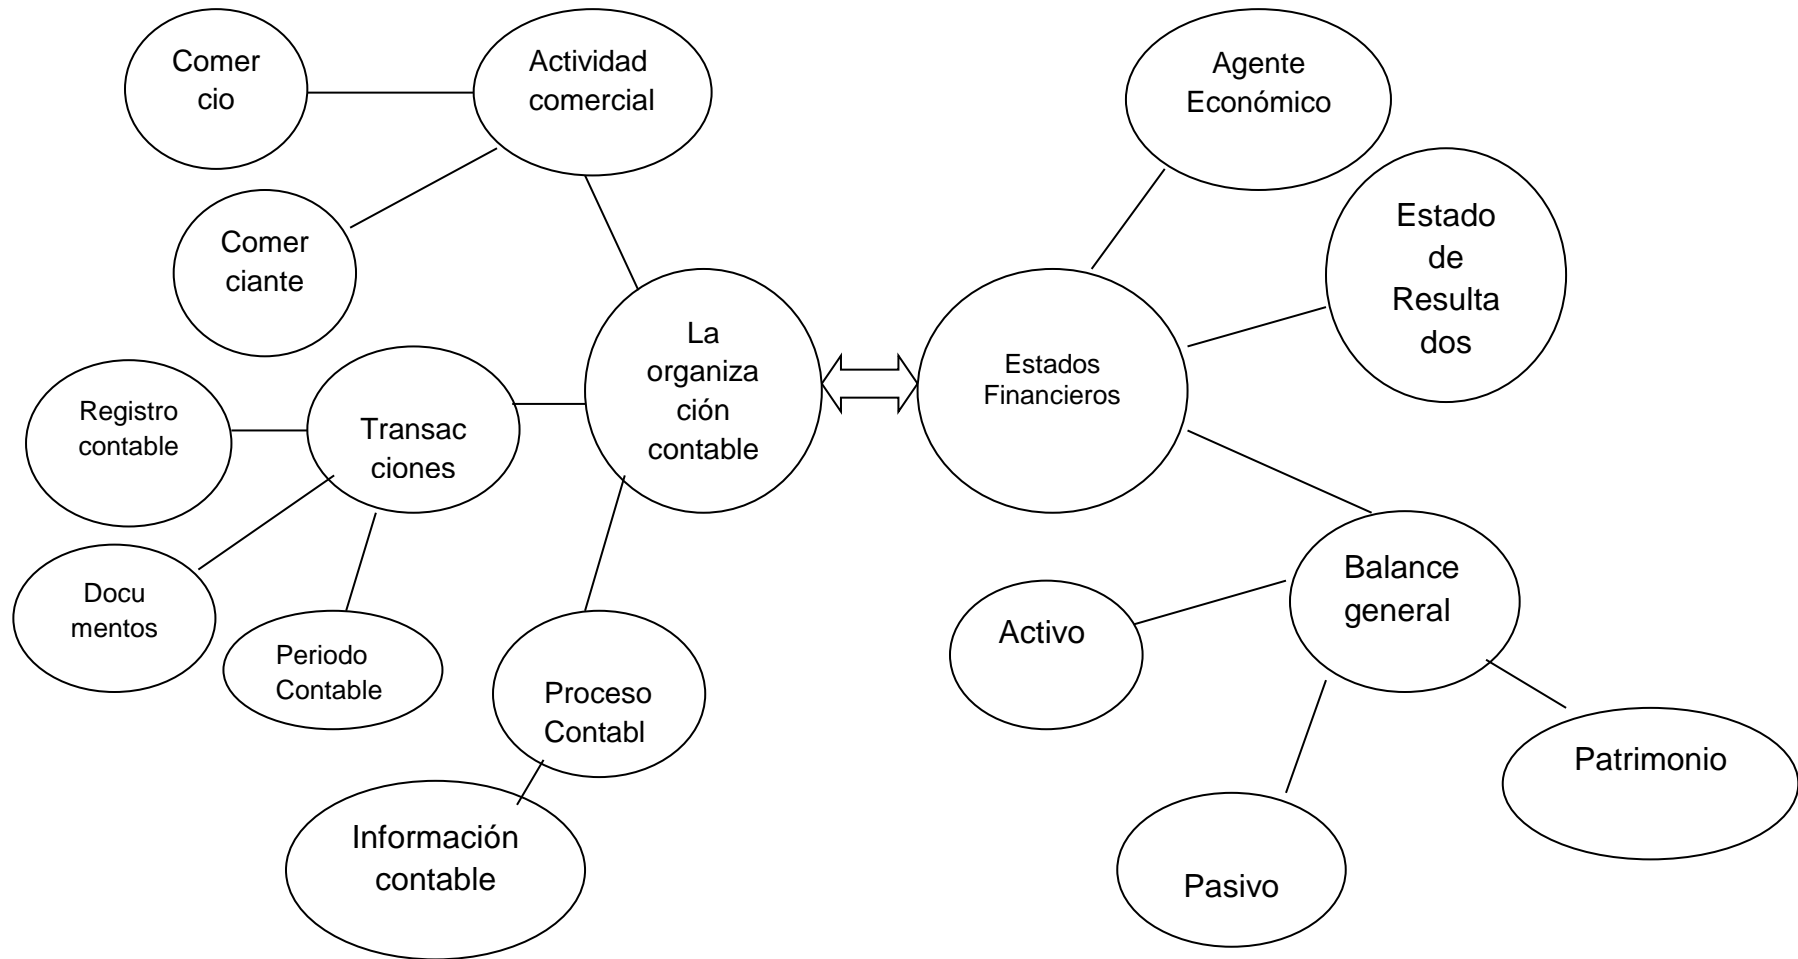 Comer
cio
Actividad
comercial
Agente
Económico
Estado
de
Resulta
dos
Comer
ciante
La
organiza
ción
contable
Estados
Financieros
Registro
contable
Transac
ciones
Docu
mentos
Periodo
Contable
Proceso
Contabl
Información
contable
Balance
general
Activo
Patrimonio
Pasivo